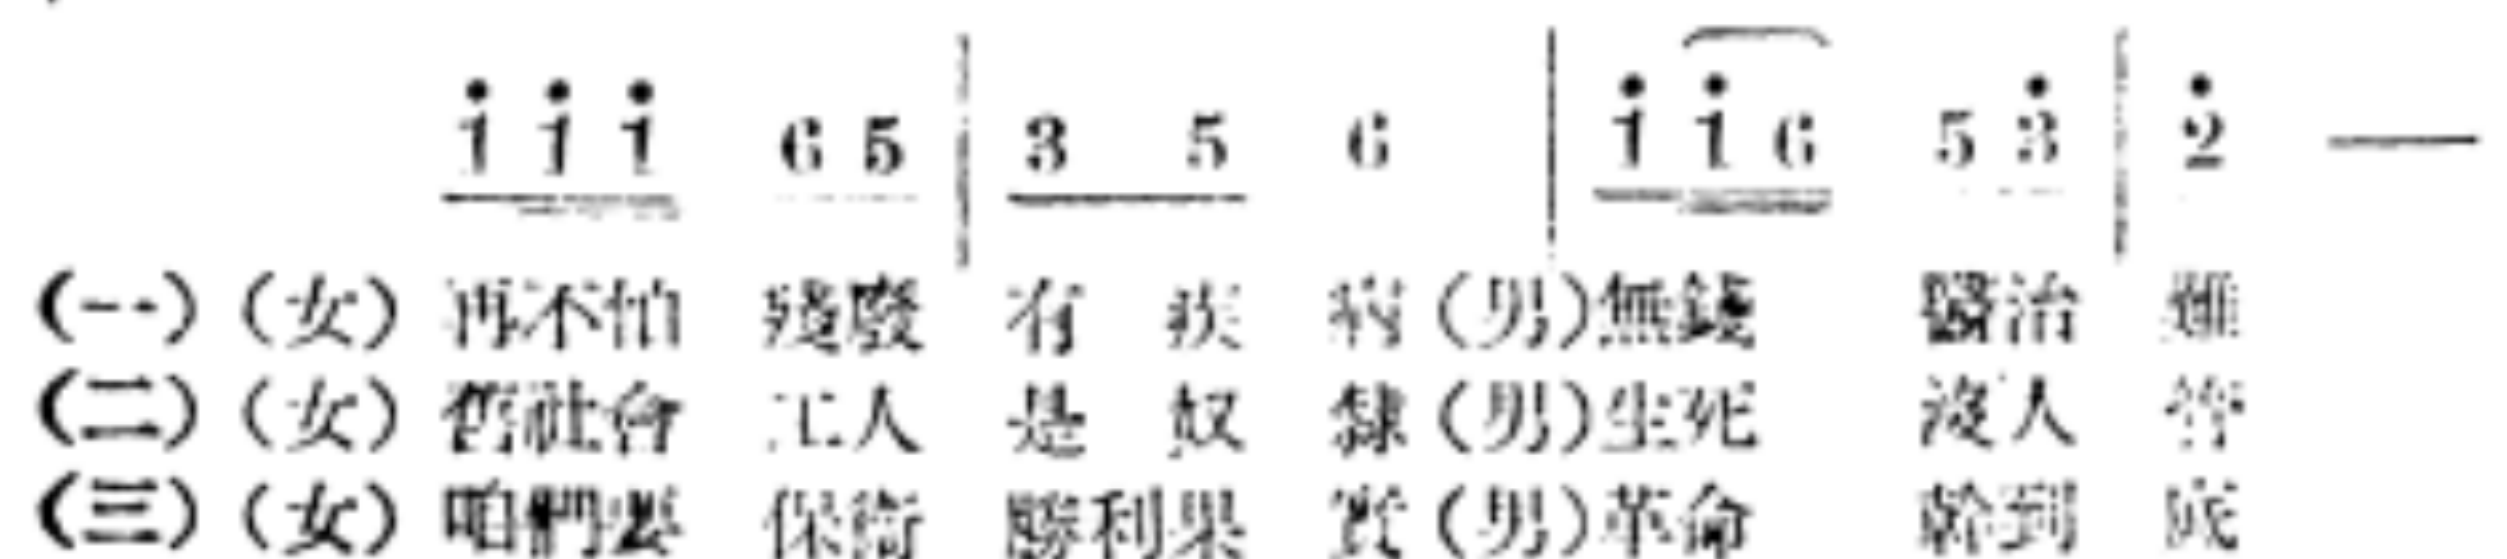 i i i 6 5 | 3 5 6 | i i 6 5 3̇ | 2̇ —
(一)(女)再不怕 殘廢 有 疾 病(男)無錢 醫治 難
(二)(女)舊社會 工人 是 奴 隸(男)生死 沒人 管
(三)(女)咱們要 保衛 勝利果 實(男)革命 幹到 底